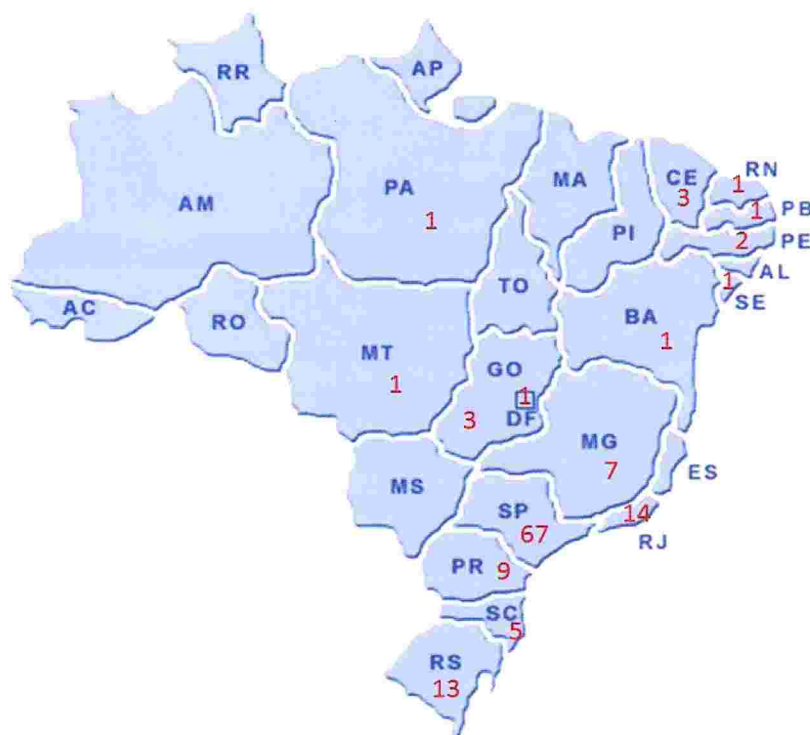 RR
AP
AM
PA
1
MA
CE
3
RN
1
PB
1
PI
PE
2
AL
1
SE
TO
AC
RO
BA
1
MT
1
GO
3
1
DF
MG
7
ES
MS
SP
67
14
RJ
PR
9
SC
5
RS
13